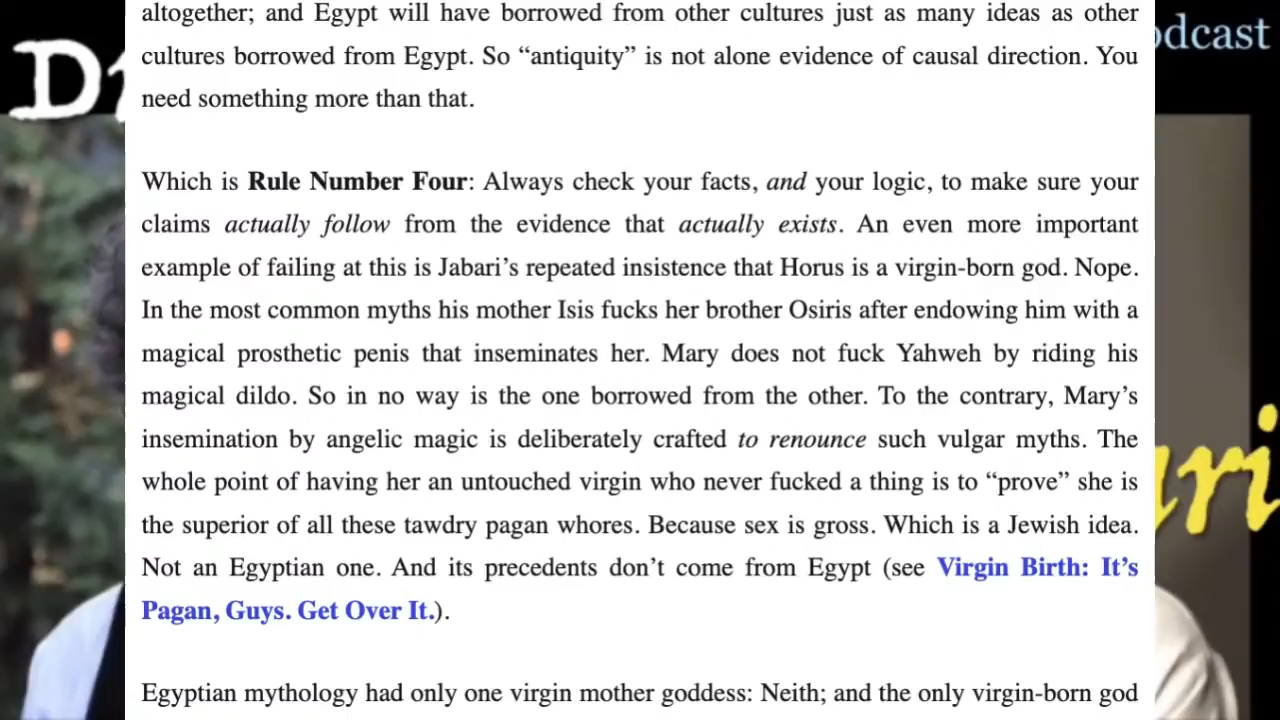 altogether; and Egypt will have borrowed from other cultures just as many ideas as other
cultures borrowed from Egypt. So “antiquity” is not alone evidence of causal direction. You
need something more than that.
Which is Rule Number Four: Always check your facts, and your logic, to make sure your
claims actually follow from the evidence that actually exists. An even more important
example of failing at this is Jabari’s repeated insistence that Horus is a virgin-born god. Nope.
In the most common myths his mother Isis fucks her brother Osiris after endowing him with a
magical prosthetic penis that inseminates her. Mary does not fuck Yahweh by riding his
magical dildo. So in no way is the one borrowed from the other. To the contrary, Mary’s
insemination by angelic magic is deliberately crafted to renounce such vulgar myths. The
whole point of having her an untouched virgin who never fucked a thing is to “prove” she is
the superior of all these tawdry pagan whores. Because sex is gross. Which is a Jewish idea.
Not an Egyptian one. And its precedents don’t come from Egypt (see Virgin Birth: It’s
Pagan, Guys. Get Over It.).
Egyptian mythology had only one virgin mother goddess: Neith; and the only virgin-born god
odcast
ri